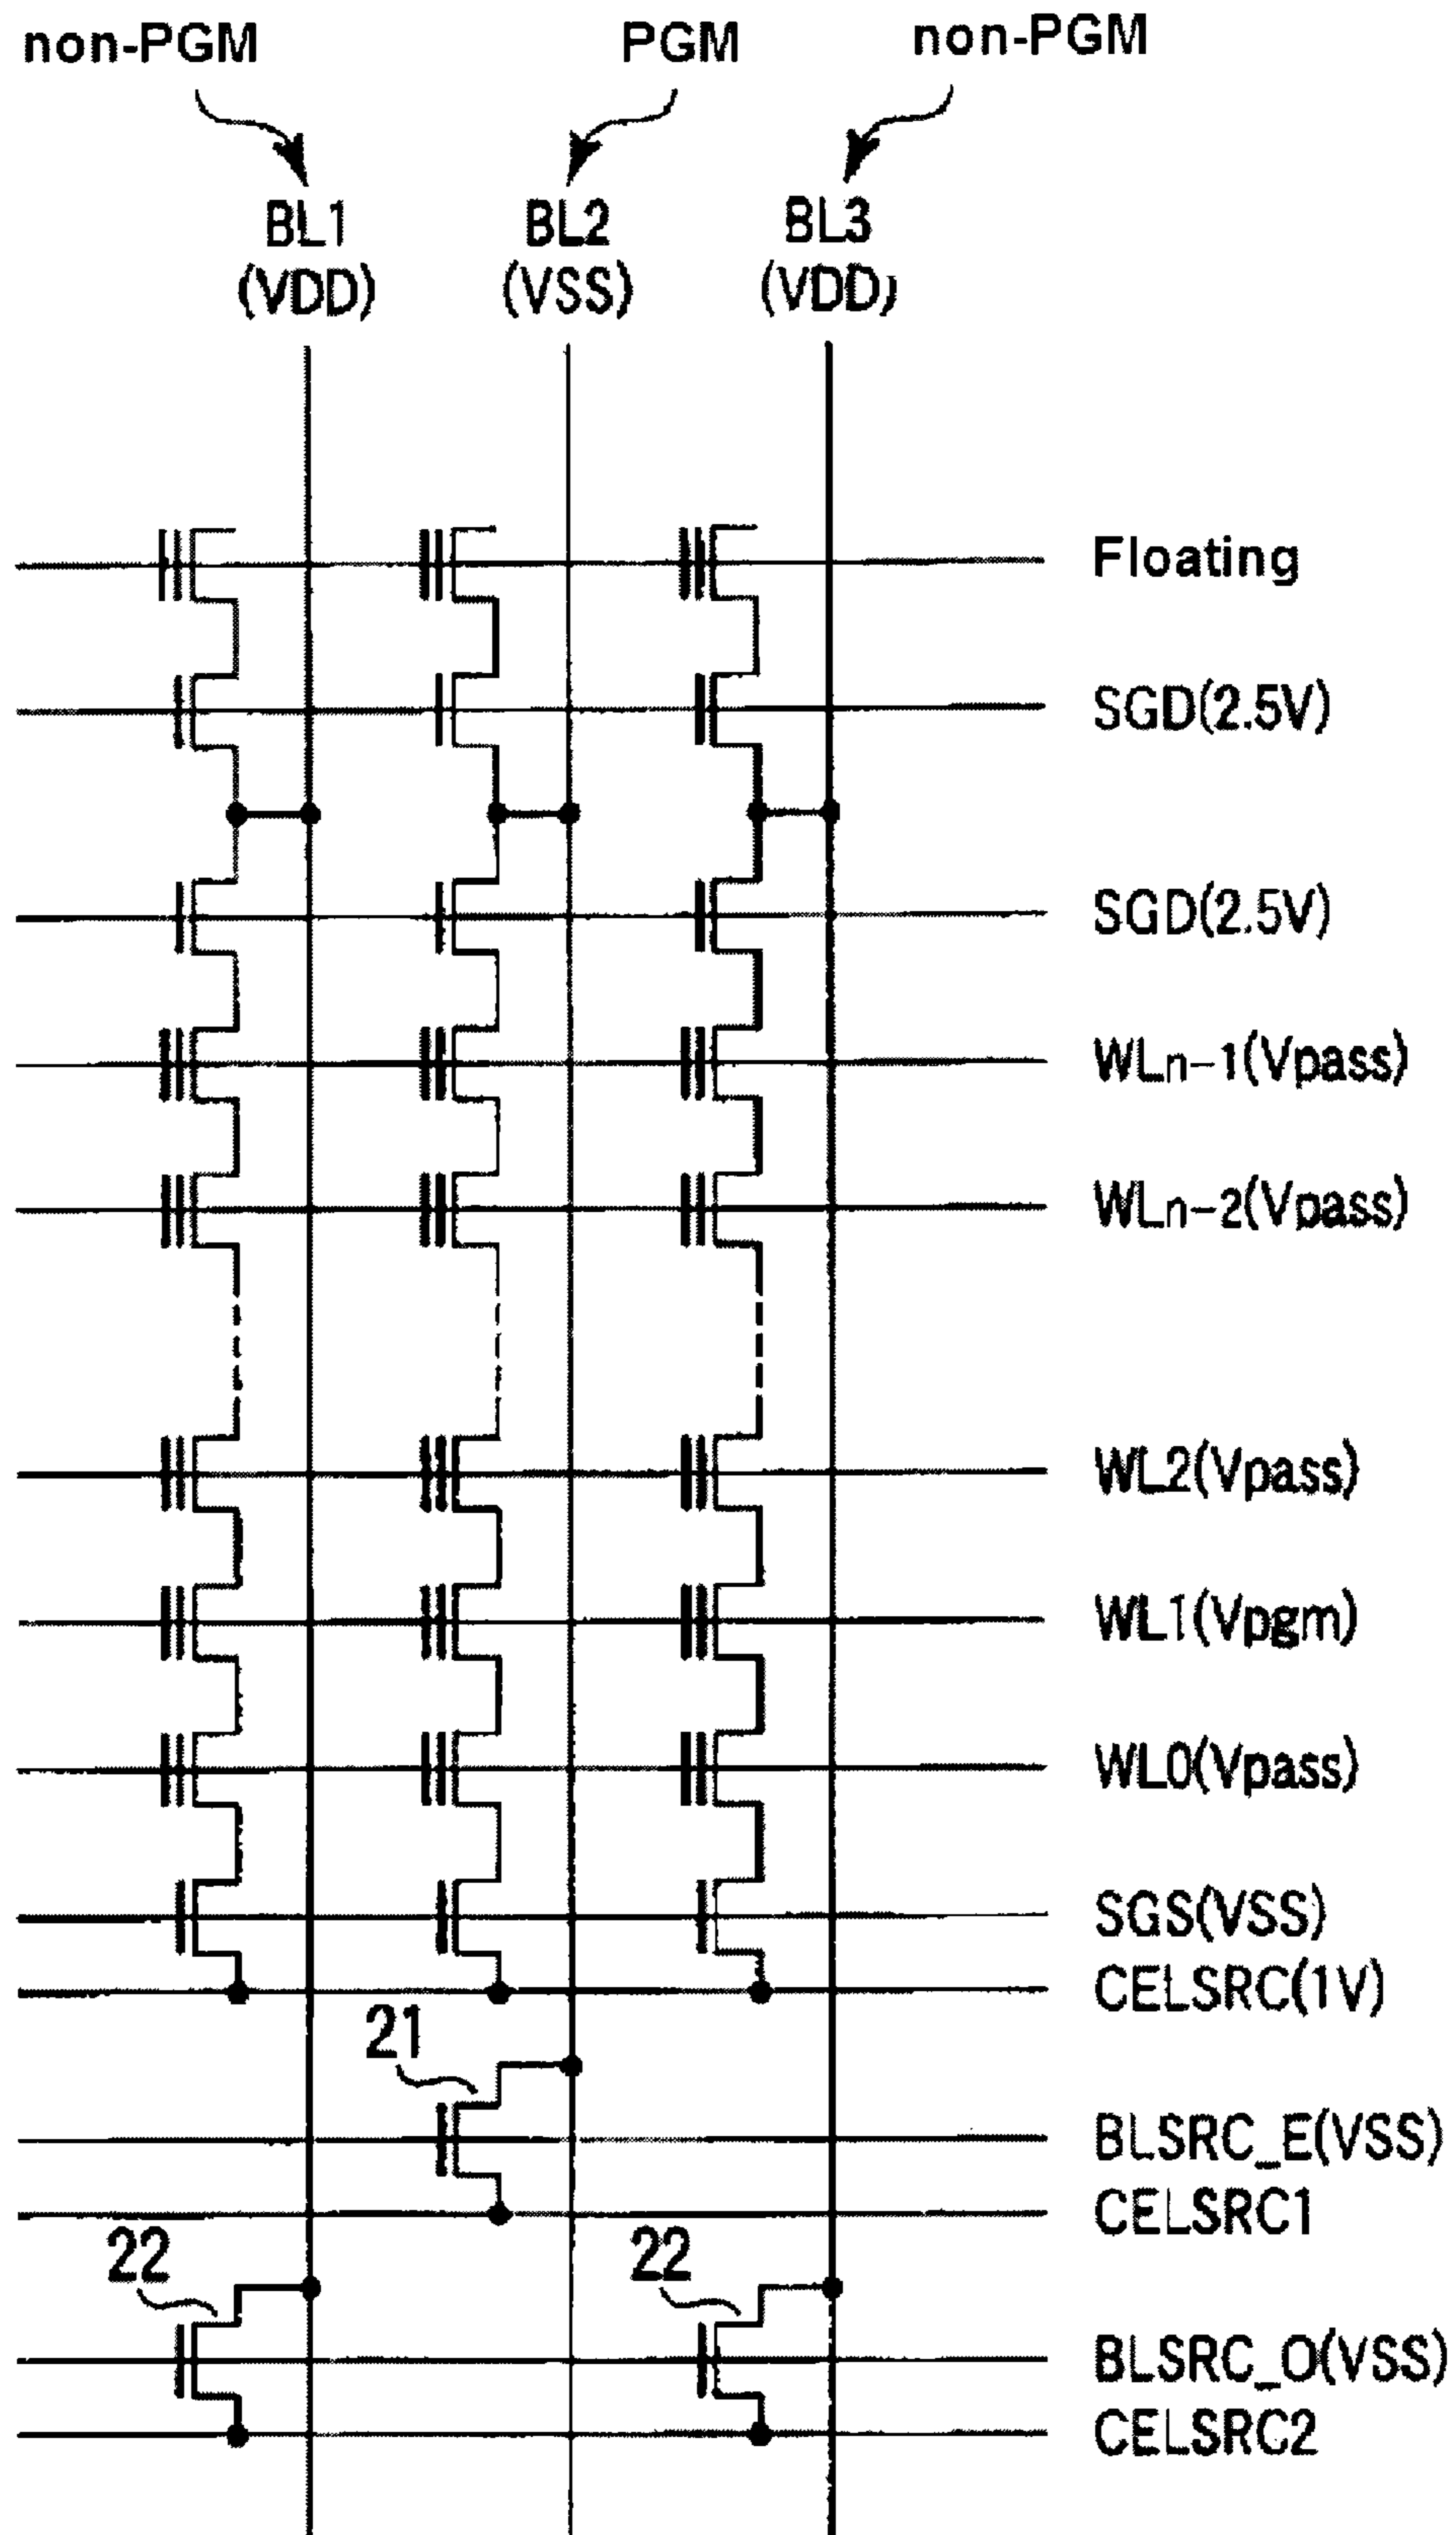 non-PGM PGM non-PGM
BL1 BL2 BL3
(VDD) (VSS) (VDD)
Floating
SGD(2.5V)
SGD(2.5V)
WLn-1(Vpass)
WLn-2(Vpass)
WL2(Vpass)
WL1(Vpgm)
WL0(Vpass)
SGS(VSS)
CELSRC(1V)
21
BLSRC_E(VSS)
CELSRC1
22 22
BLSRC_O(VSS)
CELSRC2